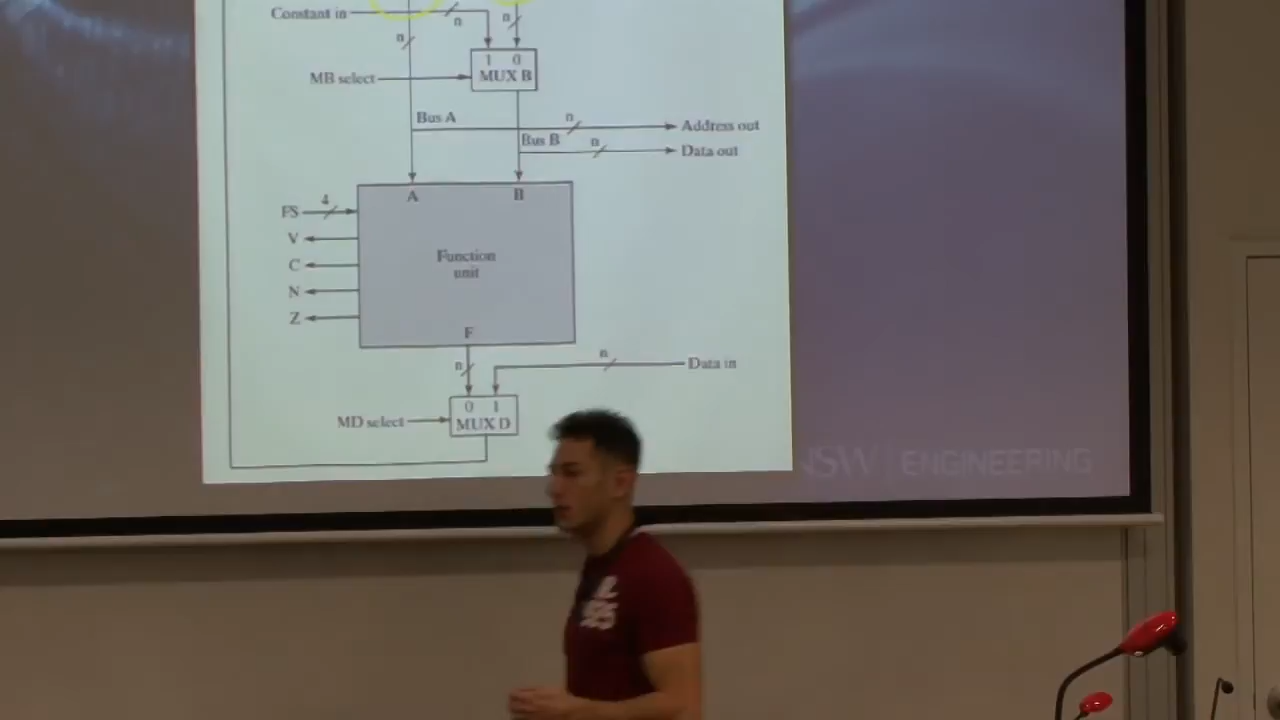 Constant in
n
n
n
1 0
MB select
MUX B
Bus A
n
Address out
Bus B
n
Data out
A
B
FS
4
V
C
N
Z
Function
unit
F
n
n
Data in
0 1
MD select
MUX D
ENGINEERING